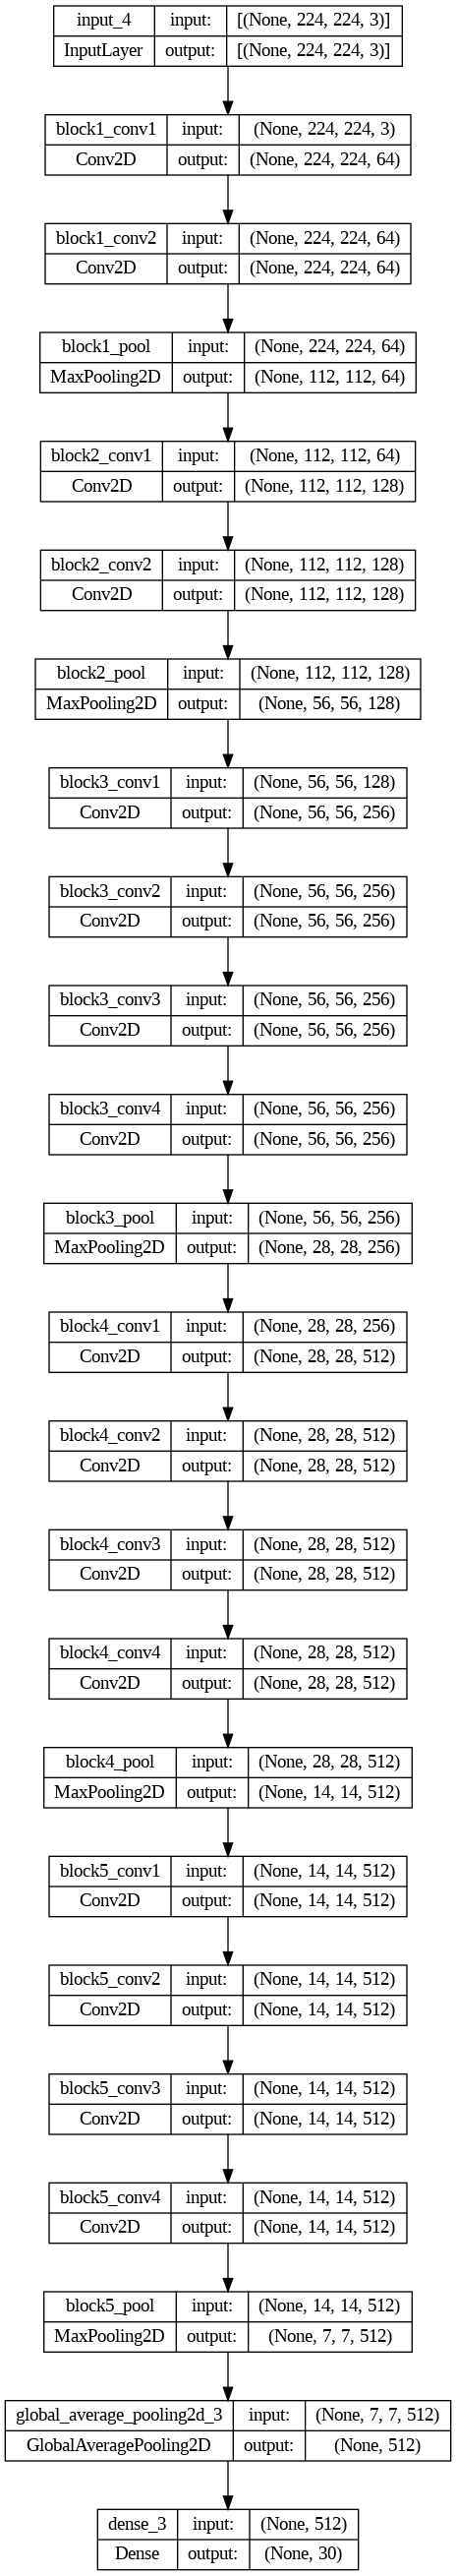 input_4 input: [(None, 224, 224, 3)]
InputLayer output: [(None, 224, 224, 3)]
block1_conv1 input: (None, 224, 224, 3)
Conv2D output: (None, 224, 224, 64)
block1_conv2 input: (None, 224, 224, 64)
Conv2D output: (None, 224, 224, 64)
block1_pool input: (None, 224, 224, 64)
MaxPooling2D output: (None, 112, 112, 64)
block2_conv1 input: (None, 112, 112, 64)
Conv2D output: (None, 112, 112, 128)
block2_conv2 input: (None, 112, 112, 128)
Conv2D output: (None, 112, 112, 128)
block2_pool input: (None, 112, 112, 128)
MaxPooling2D output: (None, 56, 56, 128)
block3_conv1 input: (None, 56, 56, 128)
Conv2D output: (None, 56, 56, 256)
block3_conv2 input: (None, 56, 56, 256)
Conv2D output: (None, 56, 56, 256)
block3_conv3 input: (None, 56, 56, 256)
Conv2D output: (None, 56, 56, 256)
block3_conv4 input: (None, 56, 56, 256)
Conv2D output: (None, 56, 56, 256)
block3_pool input: (None, 56, 56, 256)
MaxPooling2D output: (None, 28, 28, 256)
block4_conv1 input: (None, 28, 28, 256)
Conv2D output: (None, 28, 28, 512)
block4_conv2 input: (None, 28, 28, 512)
Conv2D output: (None, 28, 28, 512)
block4_conv3 input: (None, 28, 28, 512)
Conv2D output: (None, 28, 28, 512)
block4_conv4 input: (None, 28, 28, 512)
Conv2D output: (None, 28, 28, 512)
block4_pool input: (None, 28, 28, 512)
MaxPooling2D output: (None, 14, 14, 512)
block5_conv1 input: (None, 14, 14, 512)
Conv2D output: (None, 14, 14, 512)
block5_conv2 input: (None, 14, 14, 512)
Conv2D output: (None, 14, 14, 512)
block5_conv3 input: (None, 14, 14, 512)
Conv2D output: (None, 14, 14, 512)
block5_conv4 input: (None, 14, 14, 512)
Conv2D output: (None, 14, 14, 512)
block5_pool input: (None, 14, 14, 512)
MaxPooling2D output: (None, 7, 7, 512)
global_average_pooling2d_3 input: (None, 7, 7, 512)
GlobalAveragePooling2D output: (None, 512)
dense_3 input: (None, 512)
Dense output: (None, 30)